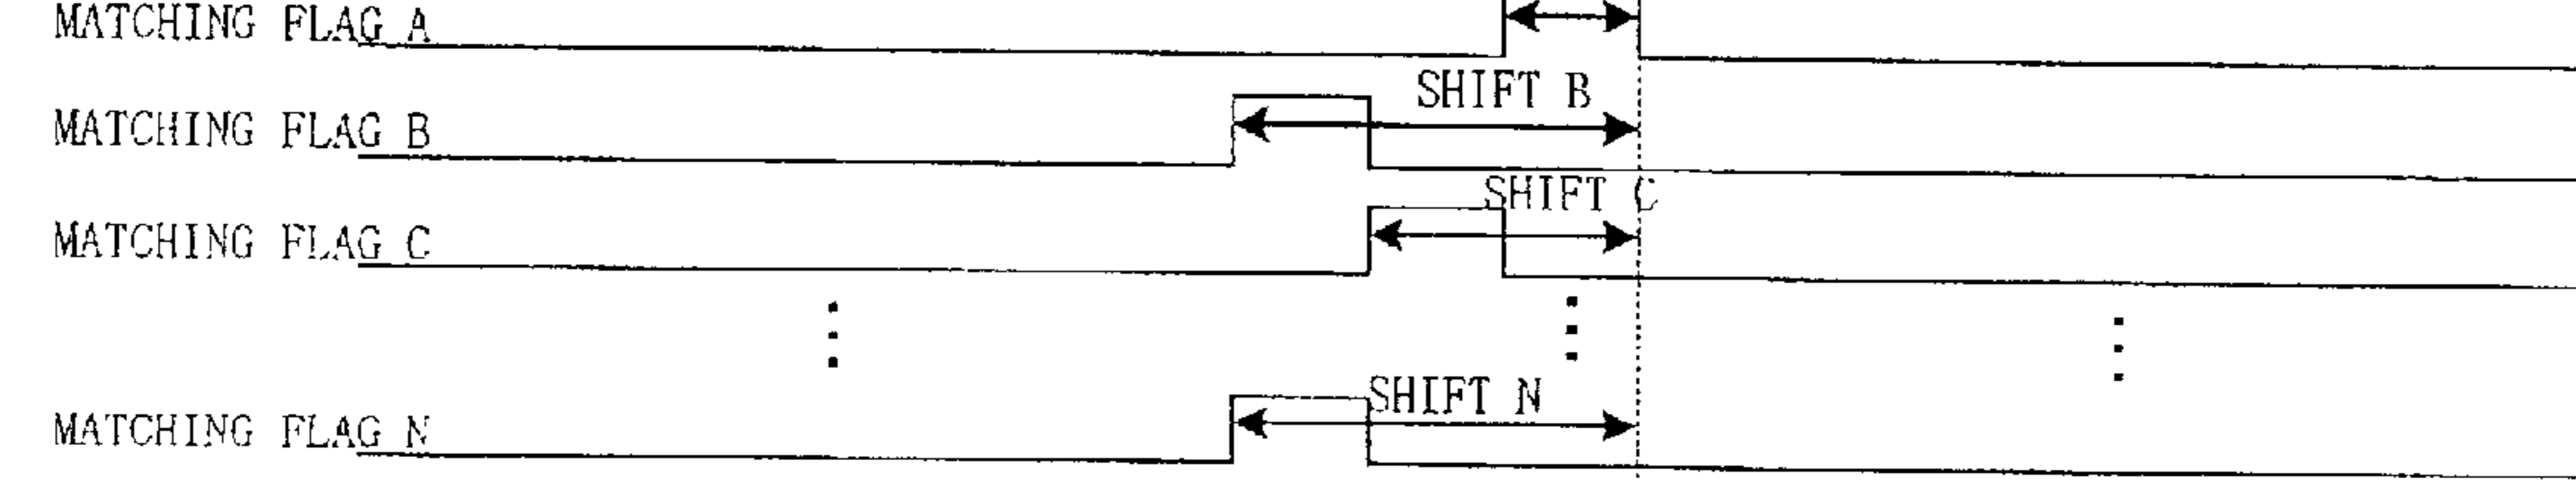 MATCHING FLAG A
SHIFT B
MATCHING FLAG B
SHIFT C
MATCHING FLAG C
SHIFT N
MATCHING FLAG N